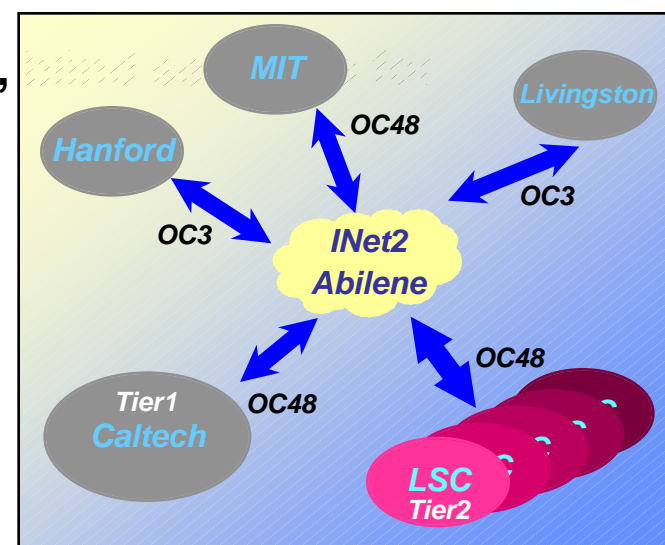 ,
MIT
Livingston
OC48
Hanford
OC3
OC3
INet2
Abilene
OC48
Tier1
OC48
Caltech
LSC
Tier2